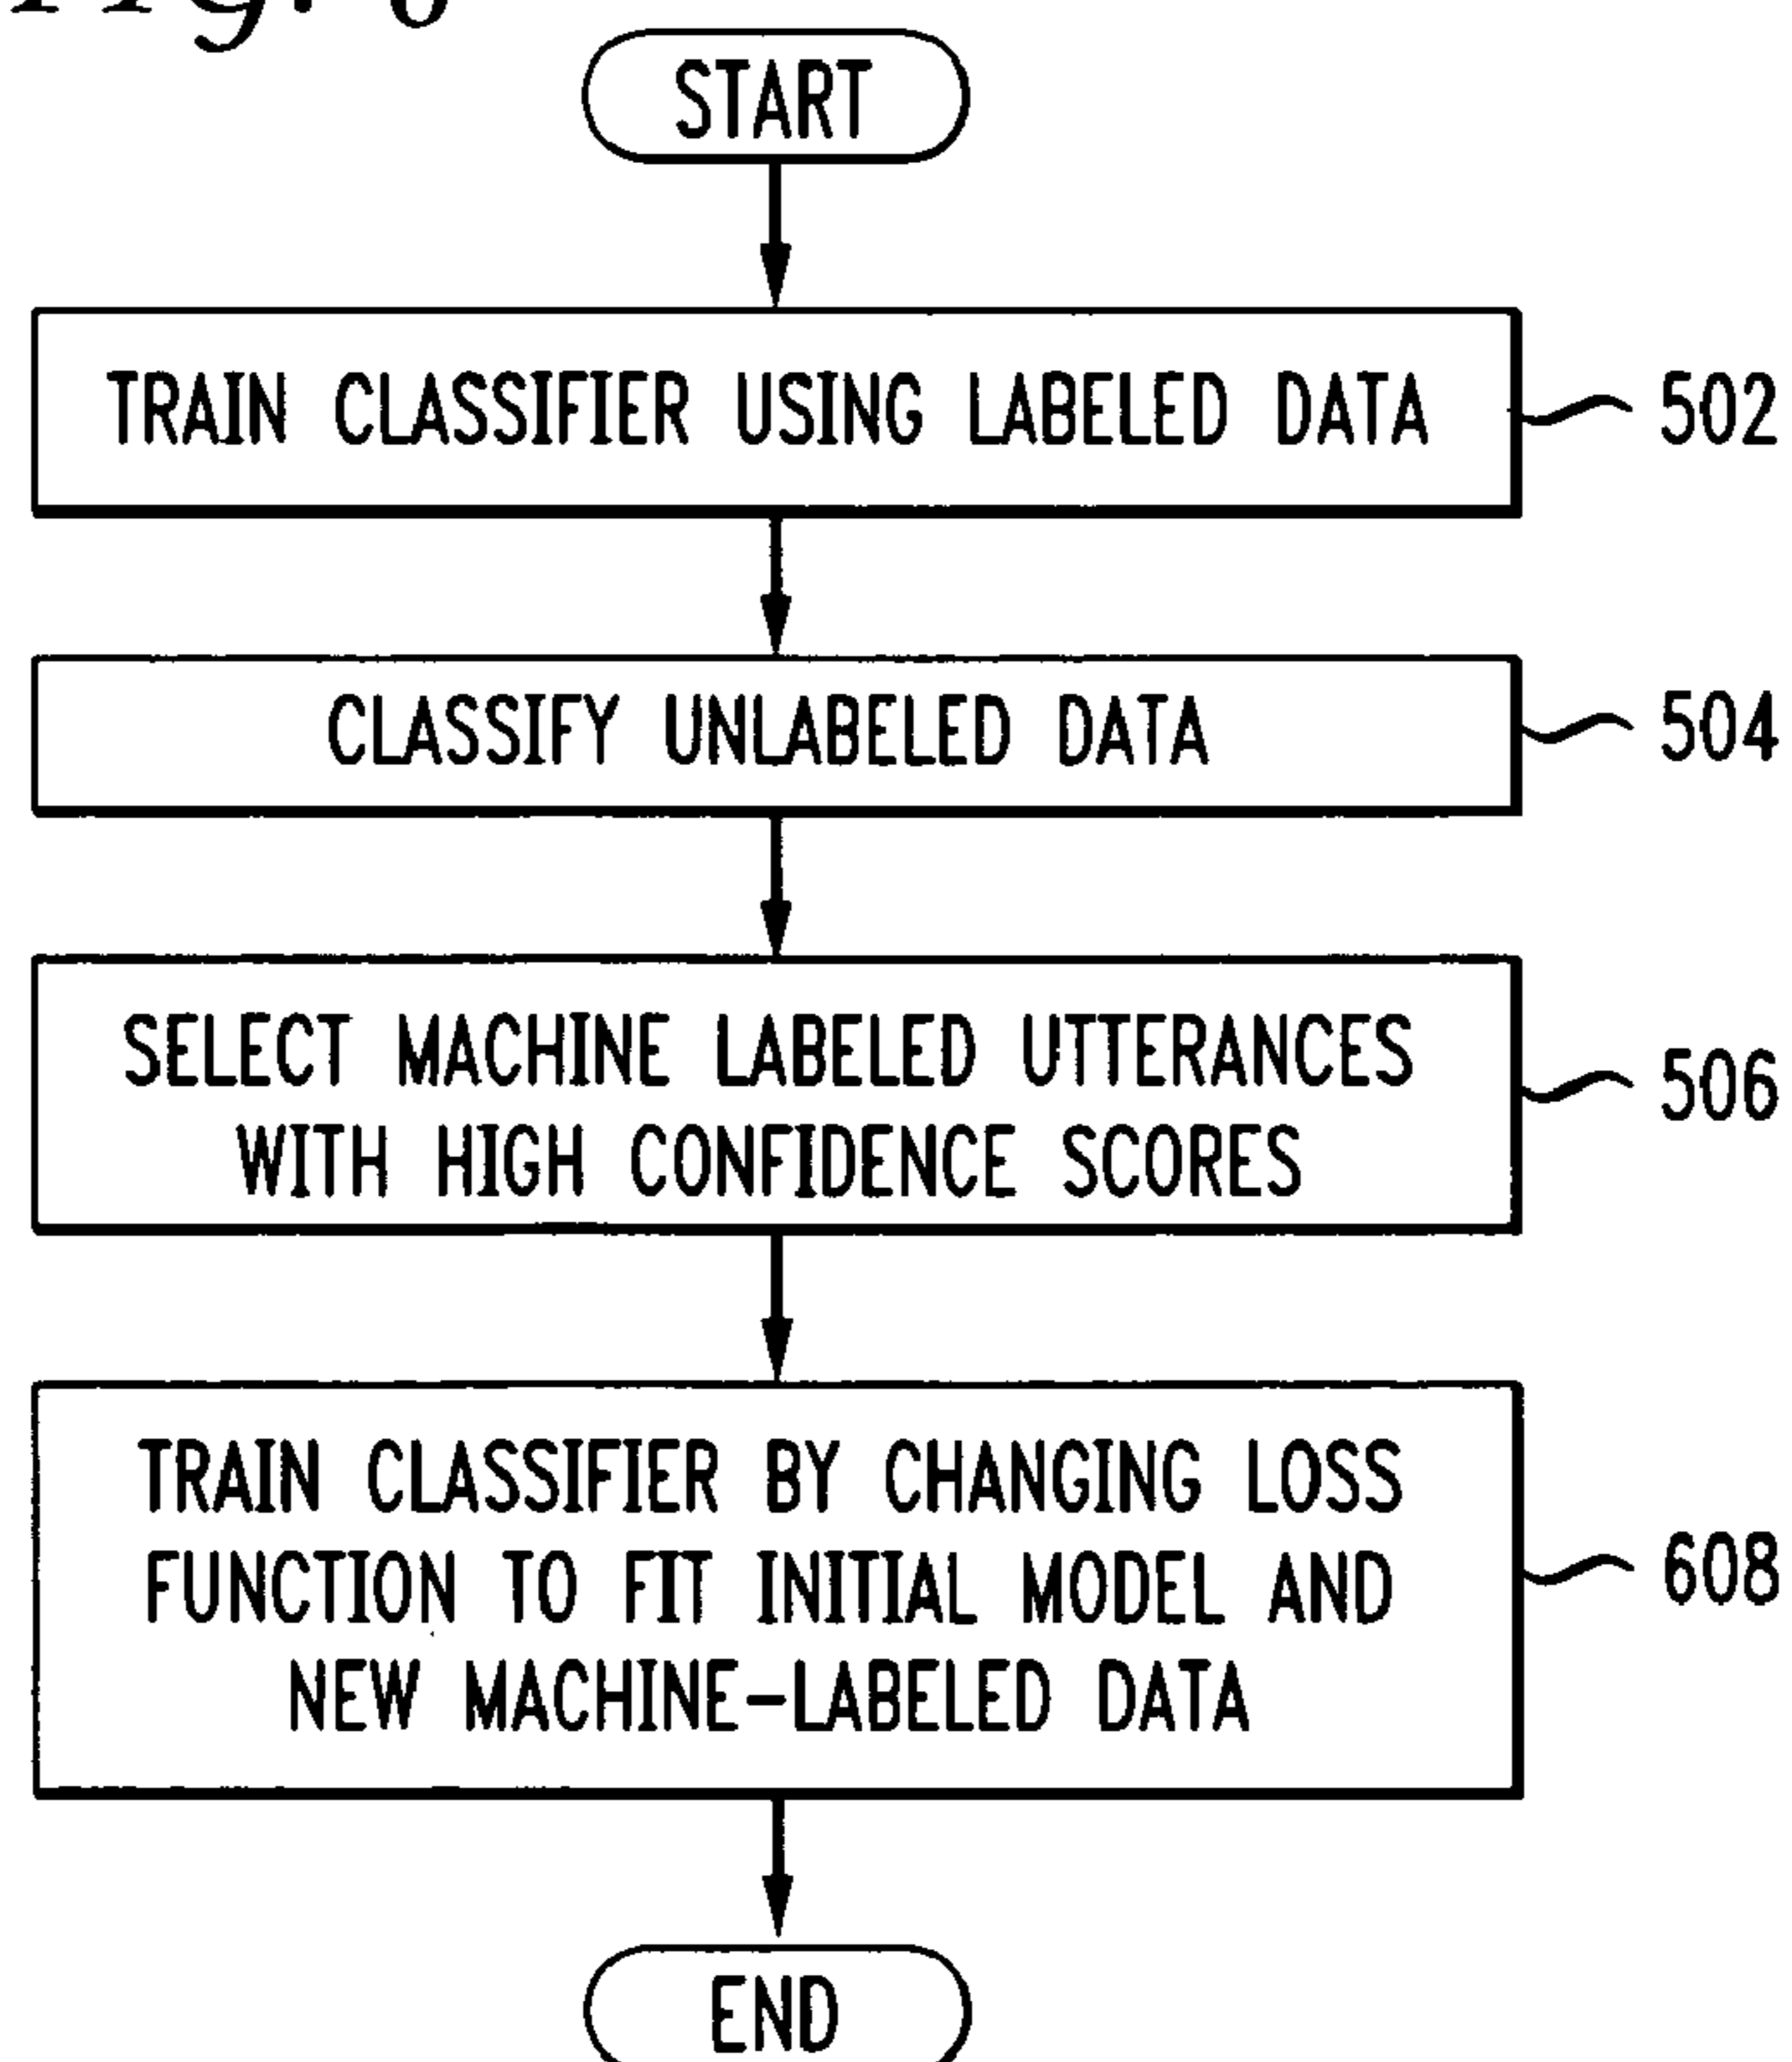 START
TRAIN CLASSIFIER USING LABELED DATA
502
CLASSIFY UNLABELED DATA
504
SELECT MACHINE LABELED UTTERANCES
WITH HIGH CONFIDENCE SCORES
506
TRAIN CLASSIFIER BY CHANGING LOSS
FUNCTION TO FIT INITIAL MODEL AND
NEW MACHINE-LABELED DATA
608
END